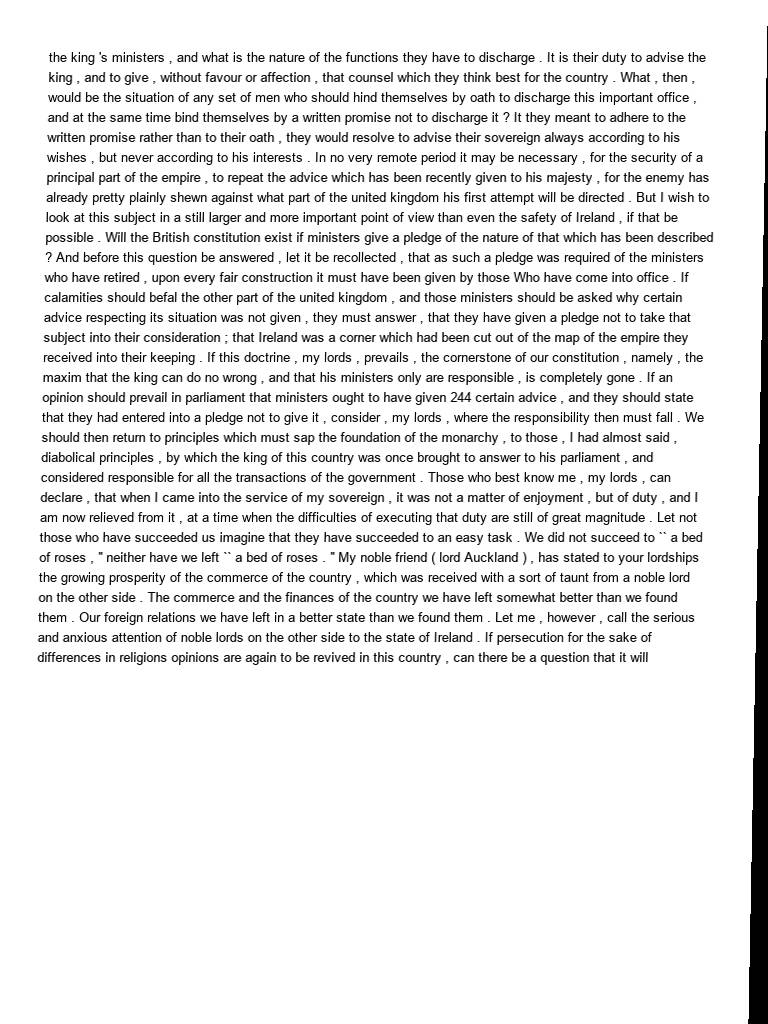 the king 's ministers , and what is the nature of the functions they have to discharge . It is their duty to advise the
king , and to give , without favour or affection , that counsel which they think best for the country . What , then ,
would be the situation of any set of men who should hind themselves by oath to discharge this important office ,
and at the same time bind themselves by a written promise not to discharge it ? It they meant to adhere to the
written promise rather than to their oath , they would resolve to advise their sovereign always according to his
wishes , but never according to his interests . In no very remote period it may be necessary , for the security of a
principal part of the empire , to repeat the advice which has been recently given to his majesty , for the enemy has
already pretty plainly shewn against what part of the united kingdom his first attempt will be directed . But I wish to
look at this subject in a still larger and more important point of view than even the safety of Ireland , if that be
possible . Will the British constitution exist if ministers give a pledge of the nature of that which has been described
? And before this question be answered , let it be recollected , that as such a pledge was required of the ministers
who have retired , upon every fair construction it must have been given by those Who have come into office . If
calamities should befal the other part of the united kingdom , and those ministers should be asked why certain
advice respecting its situation was not given , they must answer , that they have given a pledge not to take that
subject into their consideration ; that Ireland was a corner which had been cut out of the map of the empire they
received into their keeping . If this doctrine , my lords , prevails , the cornerstone of our constitution , namely , the
maxim that the king can do no wrong , and that his ministers only are responsible , is completely gone . If an
opinion should prevail in parliament that ministers ought to have given 244 certain advice , and they should state
that they had entered into a pledge not to give it , consider , my lords , where the responsibility then must fall . We
should then return to principles which must sap the foundation of the monarchy , to those , I had almost said ,
diabolical principles , by which the king of this country was once brought to answer to his parliament , and
considered responsible for all the transactions of the government . Those who best know me , my lords , can
declare , that when I came into the service of my sovereign , it was not a matter of enjoyment , but of duty , and I
am now relieved from it , at a time when the difficulties of executing that duty are still of great magnitude . Let not
those who have succeeded us imagine that they have succeeded to an easy task . We did not succeed to `` a bed
of roses , " neither have we left `` a bed of roses . " My noble friend ( lord Auckland ) , has stated to your lordships
the growing prosperity of the commerce of the country , which was received with a sort of taunt from a noble lord
on the other side . The commerce and the finances of the country we have left somewhat better than we found
them . Our foreign relations we have left in a better state than we found them . Let me , however , call the serious
and anxious attention of noble lords on the other side to the state of Ireland . If persecution for the sake of
differences in religions opinions are again to be revived in this country , can there be a question that it will